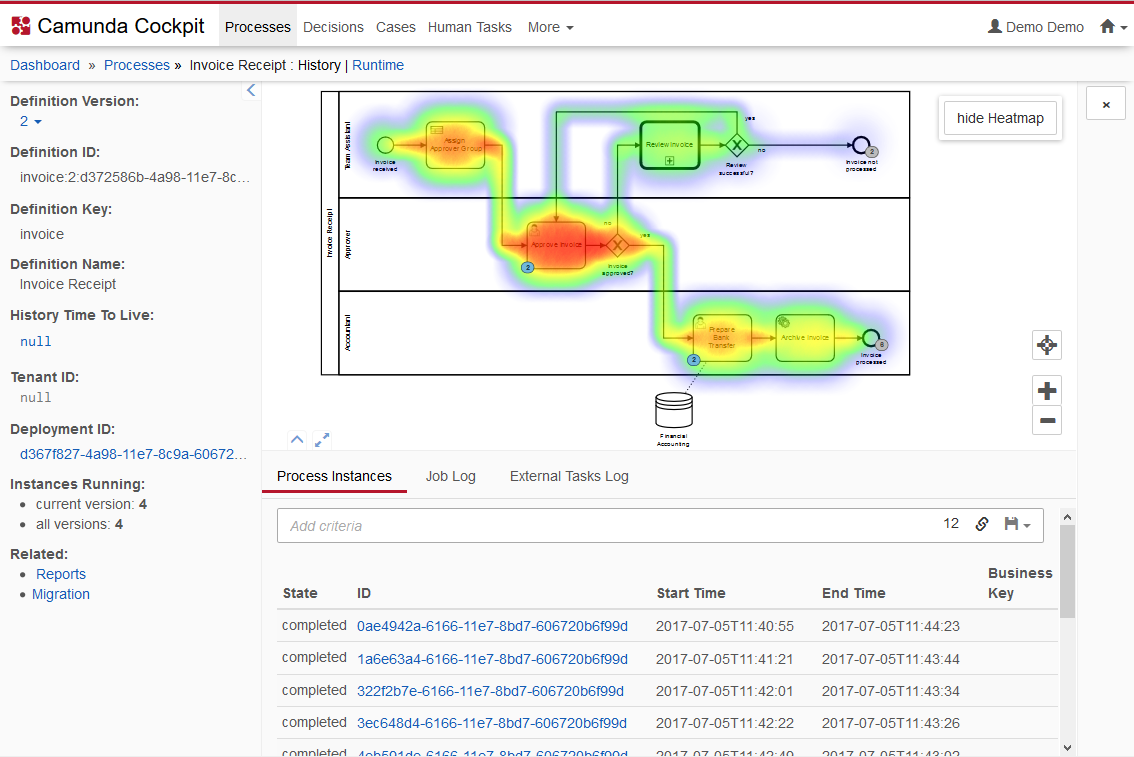 Camunda Cockpit
Processes Decisions Cases Human Tasks More
Demo Demo
Dashboard » Processes » Invoice Receipt : History | Runtime
Definition Version:
2
Definition ID:
invoice:2:d372586b-4a98-11e7-8c...
Definition Key:
invoice
Definition Name:
Invoice Receipt
History Time To Live:
null
Tenant ID:
null
Deployment ID:
d367f827-4a98-11e7-8c9a-60672...
Instances Running:
current version: 4
all versions: 4
Related:
Reports
Migration
hide Heatmap
×
Invoice Receipt
Team Assistant
Invoice
received
Assign
Approver Group
Review Invoice
yes
no
Review
successful?
2
Invoice not
processed
Approver
Approve Invoice
2
no
yes
Invoice
approved?
Accountant
Prepare
Bank
Transfer
2
Archive Invoice
Invoice
processed
Financial
Accounting
Process Instances Job Log External Tasks Log
Add criteria 12
State ID Start Time End Time Business Key
completed 0ae4942a-6166-11e7-8bd7-606720b6f99d 2017-07-05T11:40:55 2017-07-05T11:44:23
completed 1a6e63a4-6166-11e7-8bd7-606720b6f99d 2017-07-05T11:41:21 2017-07-05T11:43:44
completed 322f2b7e-6166-11e7-8bd7-606720b6f99d 2017-07-05T11:42:01 2017-07-05T11:43:34
completed 3ec648d4-6166-11e7-8bd7-606720b6f99d 2017-07-05T11:42:22 2017-07-05T11:43:26
completed